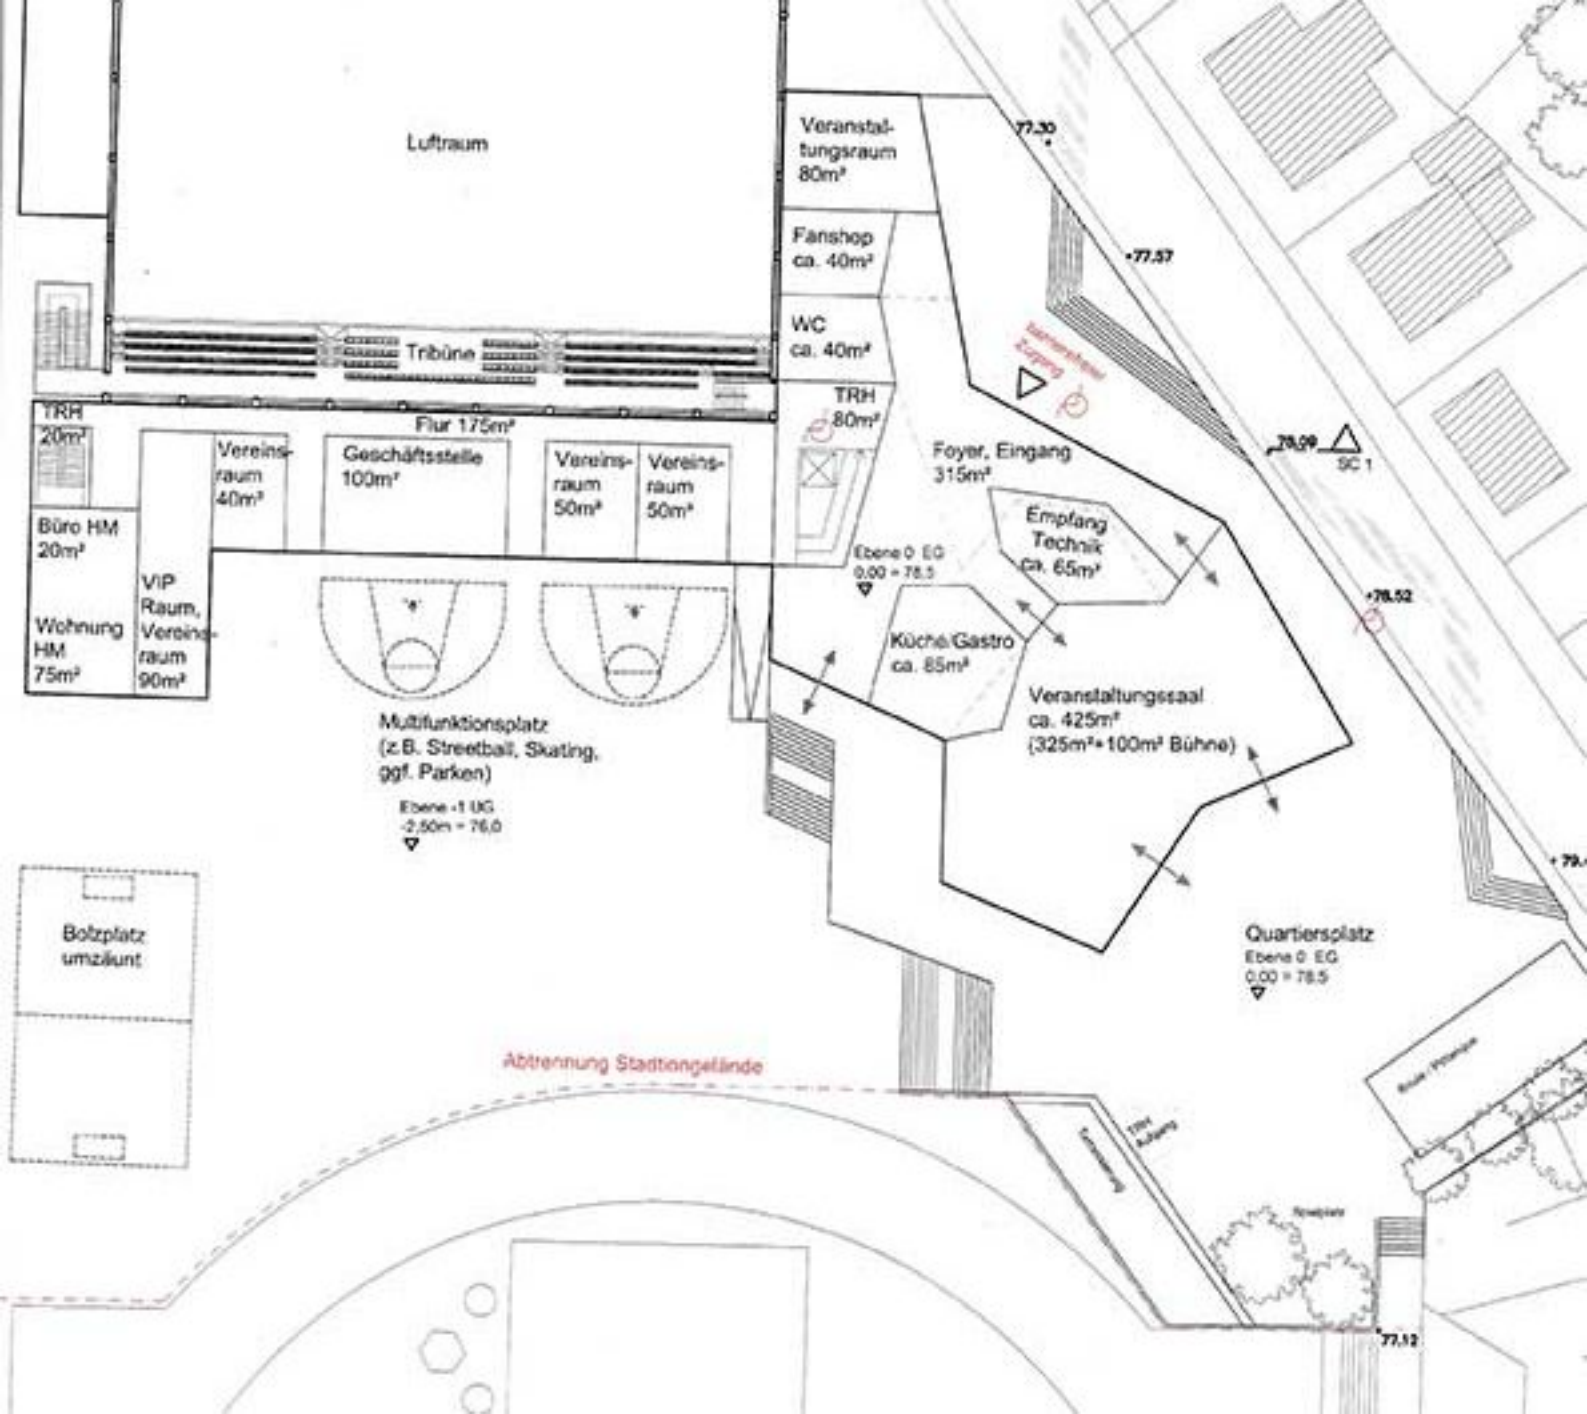 Luftraum
Veranstal-
tungsraum
80m²
77.30
77.57
Fanshop
ca. 40m²
WC
ca. 40m²
Tribüne
TRH
80m²
Zugang
78.09
SC 1
TRH
20m²
Flur 175m²
Vereins-
raum
40m²
Geschäftsstelle
100m²
Vereins-
raum
50m²
Vereins-
raum
50m²
Foyer, Eingang
315m²
Empfang
Technik
ca. 65m²
Büro HM
20m²
Ebene 0 EG
0,00 = 78,5
VIP
Raum,
Vereins-
raum
90m²
Wohnung
HM
75m²
78.52
Küche/Gastro
ca. 85m²
Veranstaltungssaal
ca. 425m²
(325m²+100m² Bühne)
Multifunktionsplatz
(z.B. Streetball, Skating,
ggf. Parken)
Ebene -1 UG
-2,50m = 76,0
Bolzplatz
umzäunt
Quartiersplatz
Ebene 0 EG
0,00 = 78,5
Abtrennung Stadtiongelände
TRH
Aufgang
77.12